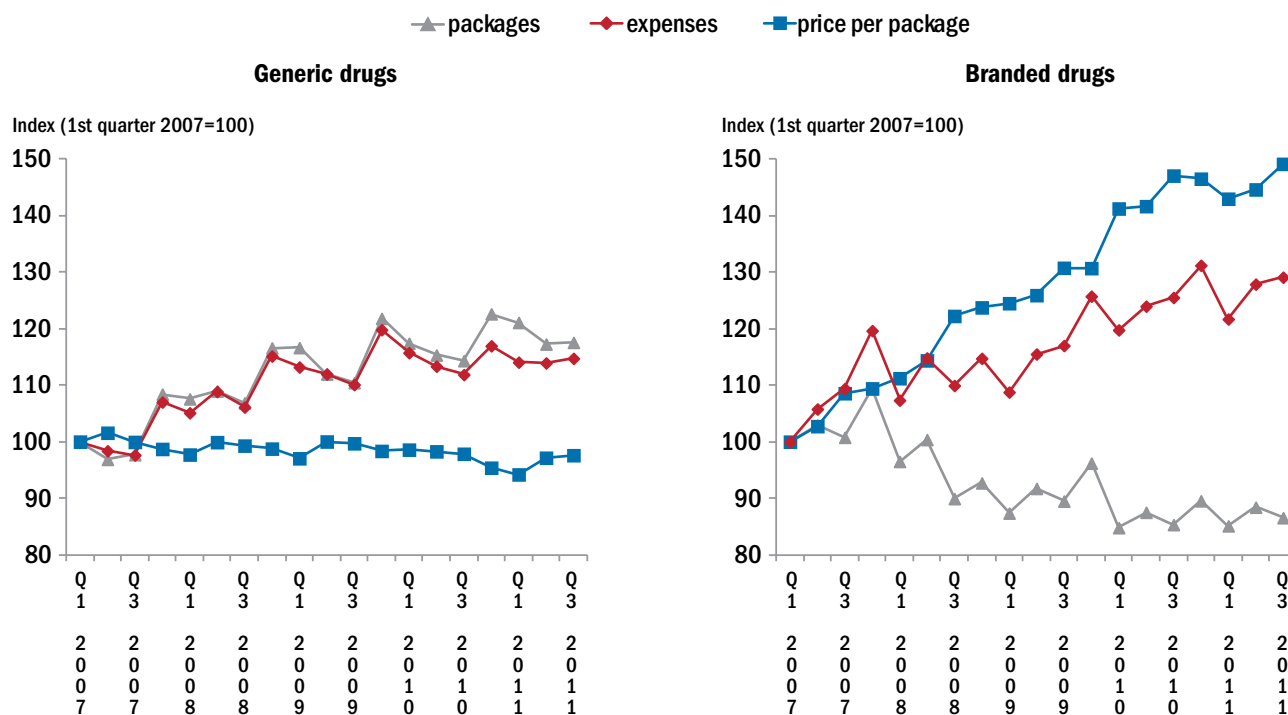 packages expenses price per package
Generic drugs
Index (1st quarter 2007=100)
150
140
130
120
110
100
90
80
Q1 2007
Q3 2007
Q1 2008
Q3 2008
Q1 2009
Q3 2009
Q1 2010
Q3 2010
Q1 2011
Q3 2011
Branded drugs
Index (1st quarter 2007=100)
150
140
130
120
110
100
90
80
Q1 2007
Q3 2007
Q1 2008
Q3 2008
Q1 2009
Q3 2009
Q1 2010
Q3 2010
Q1 2011
Q3 2011